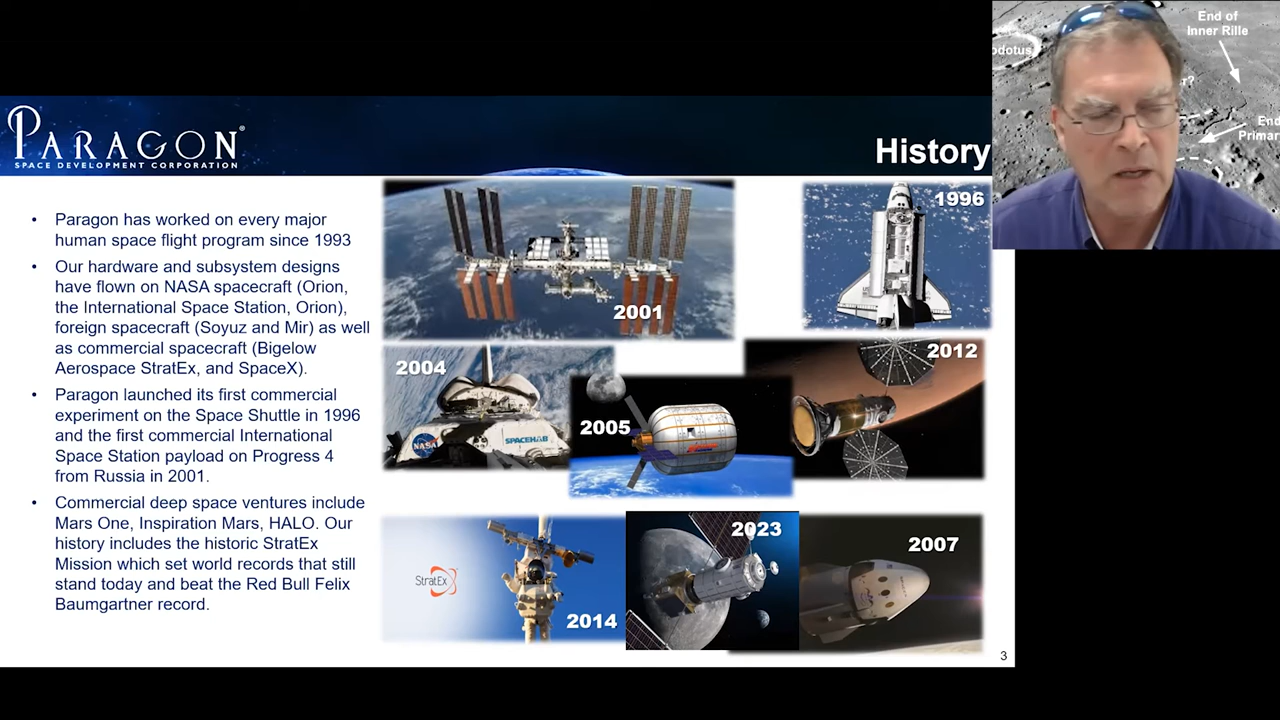 PARAGON®
SPACE DEVELOPMENT CORPORATION
History
• Paragon has worked on every major
human space flight program since 1993
• Our hardware and subsystem designs
have flown on NASA spacecraft (Orion,
the International Space Station, Orion),
foreign spacecraft (Soyuz and Mir) as well
as commercial spacecraft (Bigelow
Aerospace StratEx, and SpaceX).
• Paragon launched its first commercial
experiment on the Space Shuttle in 1996
and the first commercial International
Space Station payload on Progress 4
from Russia in 2001.
• Commercial deep space ventures include
Mars One, Inspiration Mars, HALO. Our
history includes the historic StratEx
Mission which set world records that still
stand today and beat the Red Bull Felix
Baumgartner record.
2001
1996
2004
NASA
SPACEHAB
2005
2012
StratEx
2014
2023
2007
3
End of
Inner Rille
odotus
r?
End
Primar